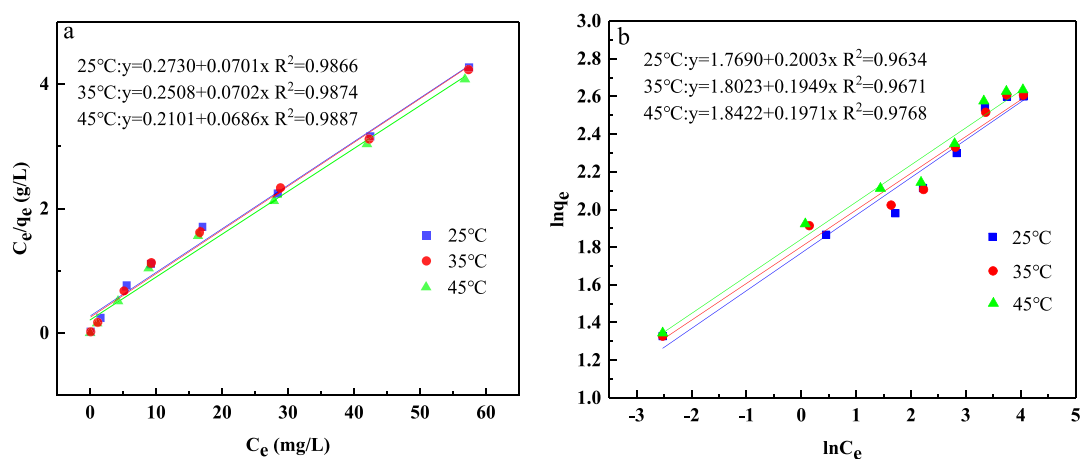 a
25℃:y=0.2730+0.0701x R²=0.9866
35℃:y=0.2508+0.0702x R²=0.9874
45℃:y=0.2101+0.0686x R²=0.9887
4
2
0
Cₑ/qₑ (g/L)
25℃
35℃
45℃
0 10 20 30 40 50 60
Cₑ (mg/L)
b
25℃:y=1.7690+0.2003x R²=0.9634
35℃:y=1.8023+0.1949x R²=0.9671
45℃:y=1.8422+0.1971x R²=0.9768
3.0
2.8
2.6
2.4
2.2
2.0
1.8
1.6
1.4
1.2
1.0
lnqₑ
25℃
35℃
45℃
-3 -2 -1 0 1 2 3 4 5
lnCₑ